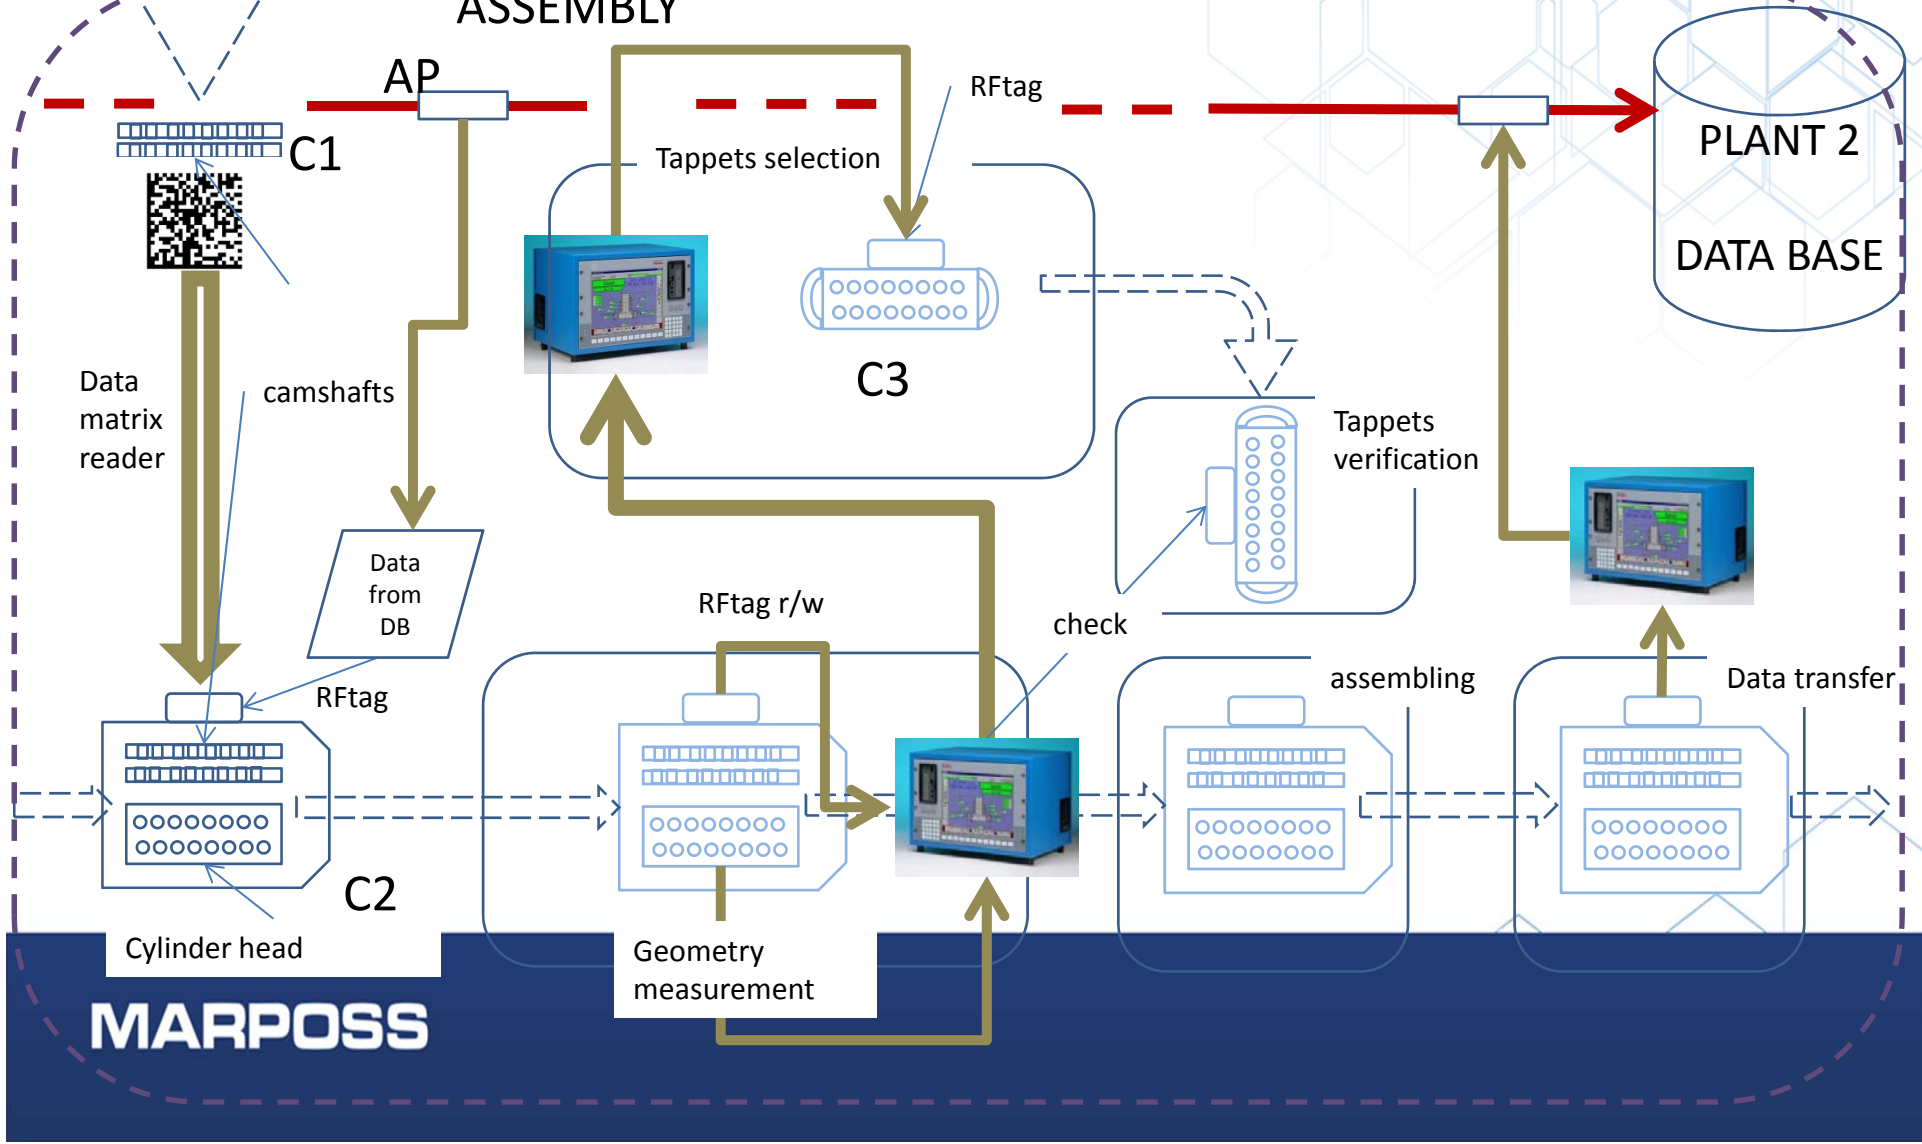 ASSEMBLY
AP
RFtag
C1
Tappets selection
PLANT 2
DATA BASE
Data
matrix
reader
camshafts
C3
Tappets
verification
Data
from
DB
RFtag r/w
check
RFtag
assembling
Data transfer
C2
Cylinder head
Geometry
measurement
MARPOSS